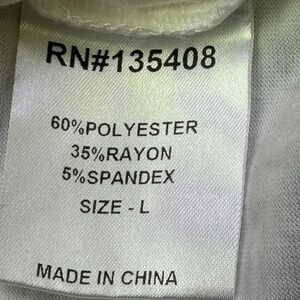 RN#135408
60%POLYESTER
35%RAYON
5%SPANDEX
SIZE - L
MADE IN CHINA